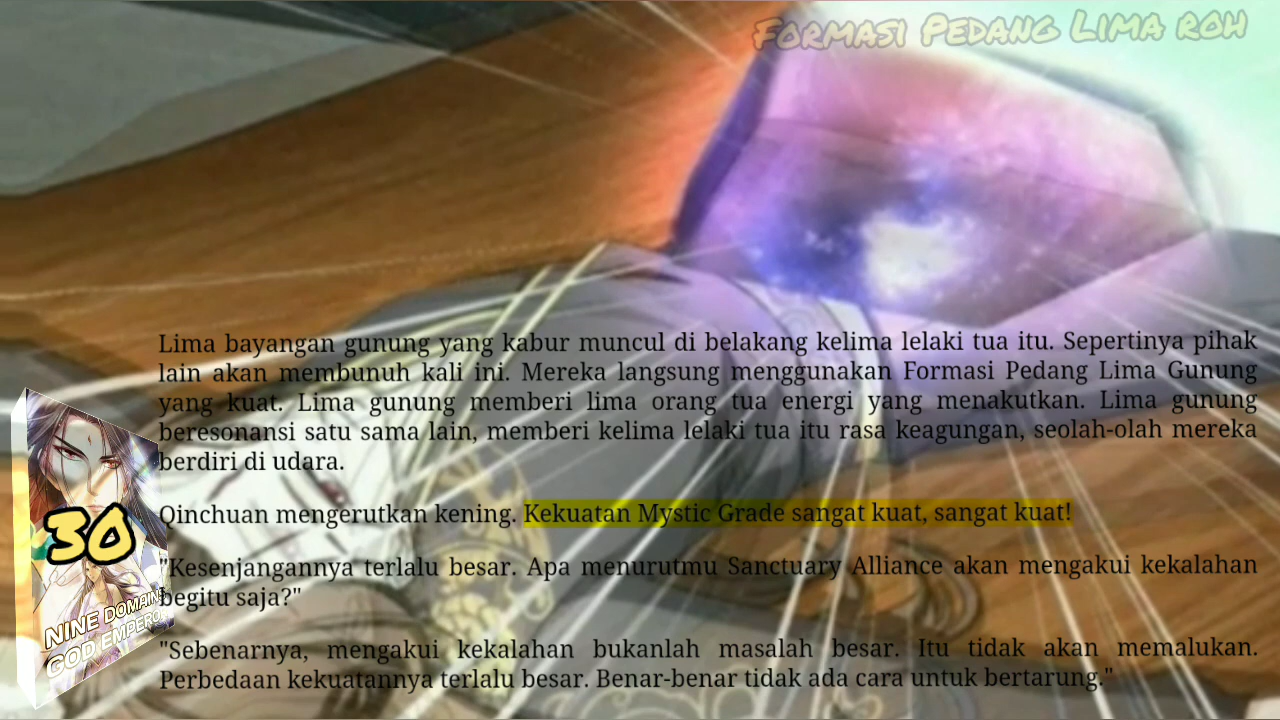 Formasi Pedang Lima roh
Lima bayangan gunung yang kabur muncul di belakang kelima lelaki tua itu. Sepertinya pihak
lain akan membunuh kali ini. Mereka langsung menggunakan Formasi Pedang Lima Gunung
yang kuat. Lima gunung memberi lima orang tua energi yang menakutkan. Lima gunung
beresonansi satu sama lain, memberi kelima lelaki tua itu rasa keagungan, seolah-olah mereka
berdiri di udara.
Qinchuan mengerutkan kening. Kekuatan Mystic Grade sangat kuat, sangat kuat!
"Kesenjangannya terlalu besar. Apa menurutmu Sanctuary Alliance akan mengakui kekalahan
begitu saja?"
"Sebenarnya, mengakui kekalahan bukanlah masalah besar. Itu tidak akan memalukan.
Perbedaan kekuatannya terlalu besar. Benar-benar tidak ada cara untuk bertarung."
30
NINE DOMAINS
GOD EMPEROR